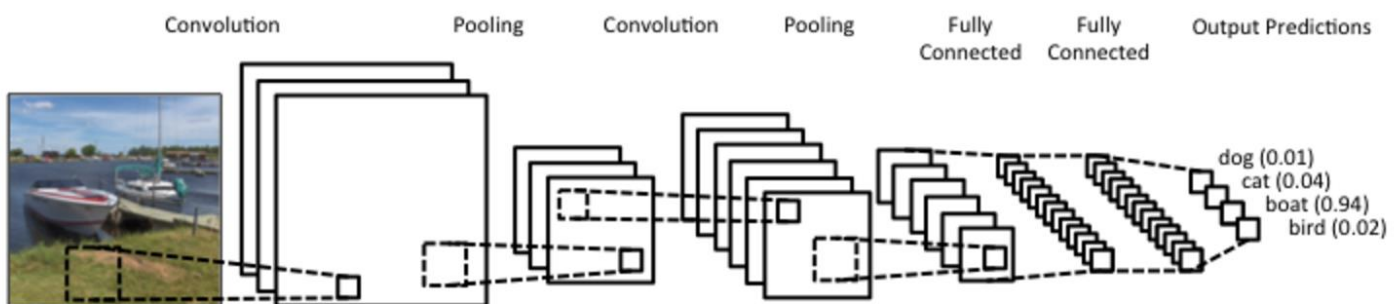 Convolution
Pooling
Convolution
Pooling
Fully
Connected
Fully
Connected
Output Predictions
dog (0.01)
cat (0.04)
boat (0.94)
bird (0.02)